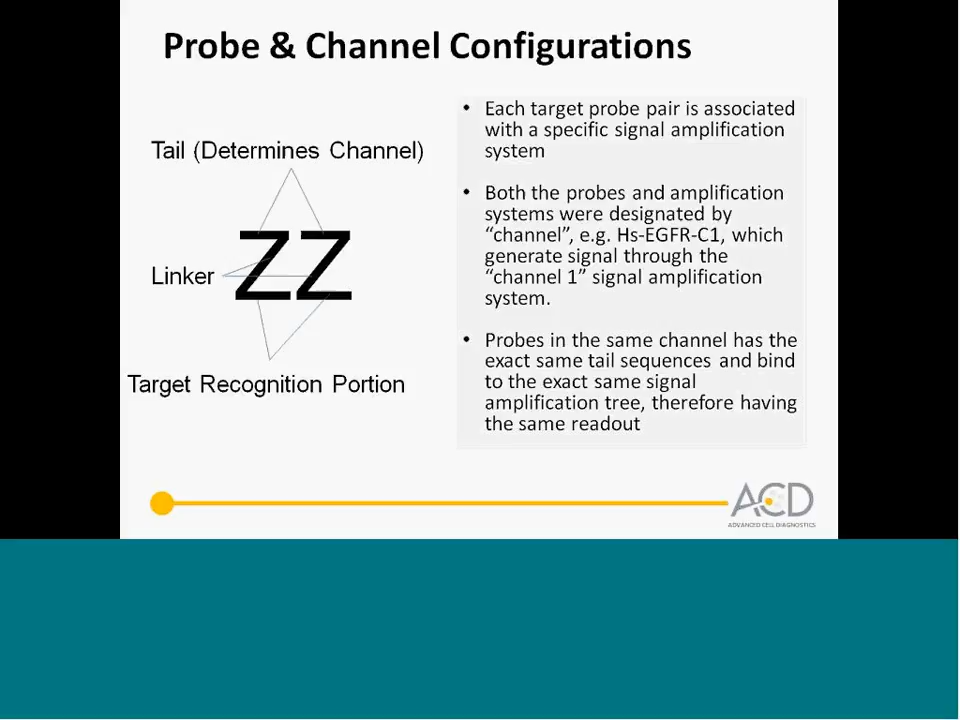 Probe & Channel Configurations
Tail (Determines Channel)
ZZ
Linker
Target Recognition Portion
• Each target probe pair is associated
with a specific signal amplification
system
• Both the probes and amplification
systems were designated by
“channel”, e.g. Hs-EGFR-C1, which
generate signal through the
“channel 1” signal amplification
system.
• Probes in the same channel has the
exact same tail sequences and bind
to the exact same signal
amplification tree, therefore having
the same readout
ACD
ADVANCED CELL DIAGNOSTICS